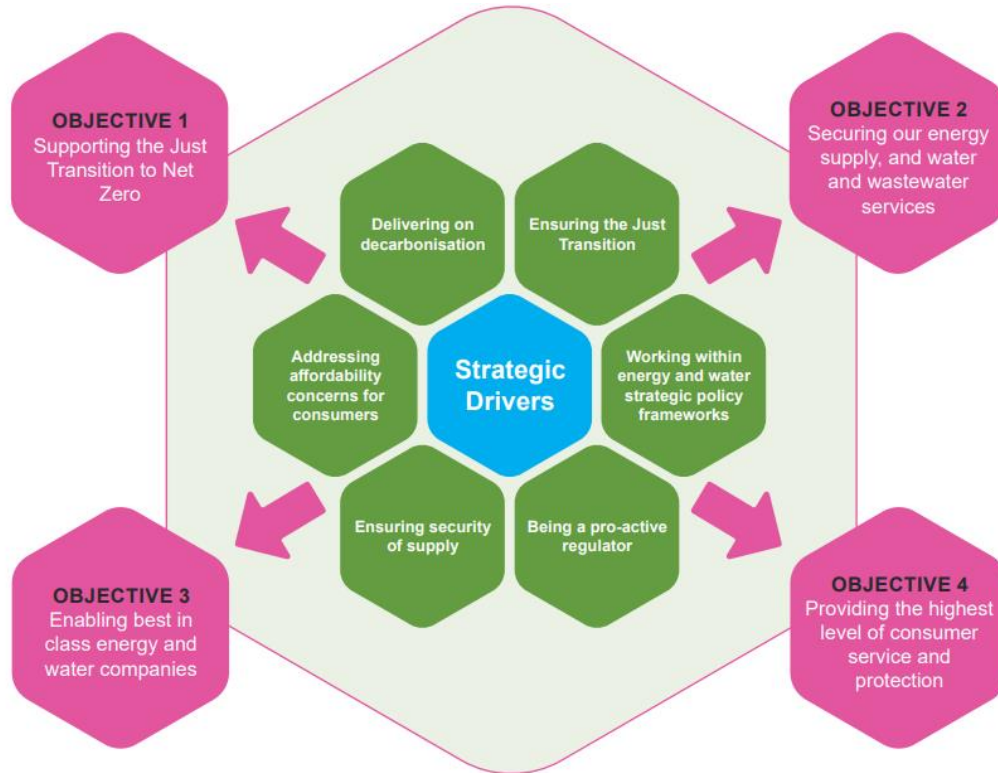 OBJECTIVE 1
Supporting the Just
Transition to Net
Zero
OBJECTIVE 2
Securing our energy
supply, and water
and wastewater
services
Delivering on
decarbonisation
Ensuring the Just
Transition
Addressing
affordability
concerns for
consumers
Strategic
Drivers
Working within
energy and water
strategic policy
frameworks
Ensuring security
of supply
Being a pro-active
regulator
OBJECTIVE 3
Enabling best in
class energy and
water companies
OBJECTIVE 4
Providing the highest
level of consumer
service and
protection